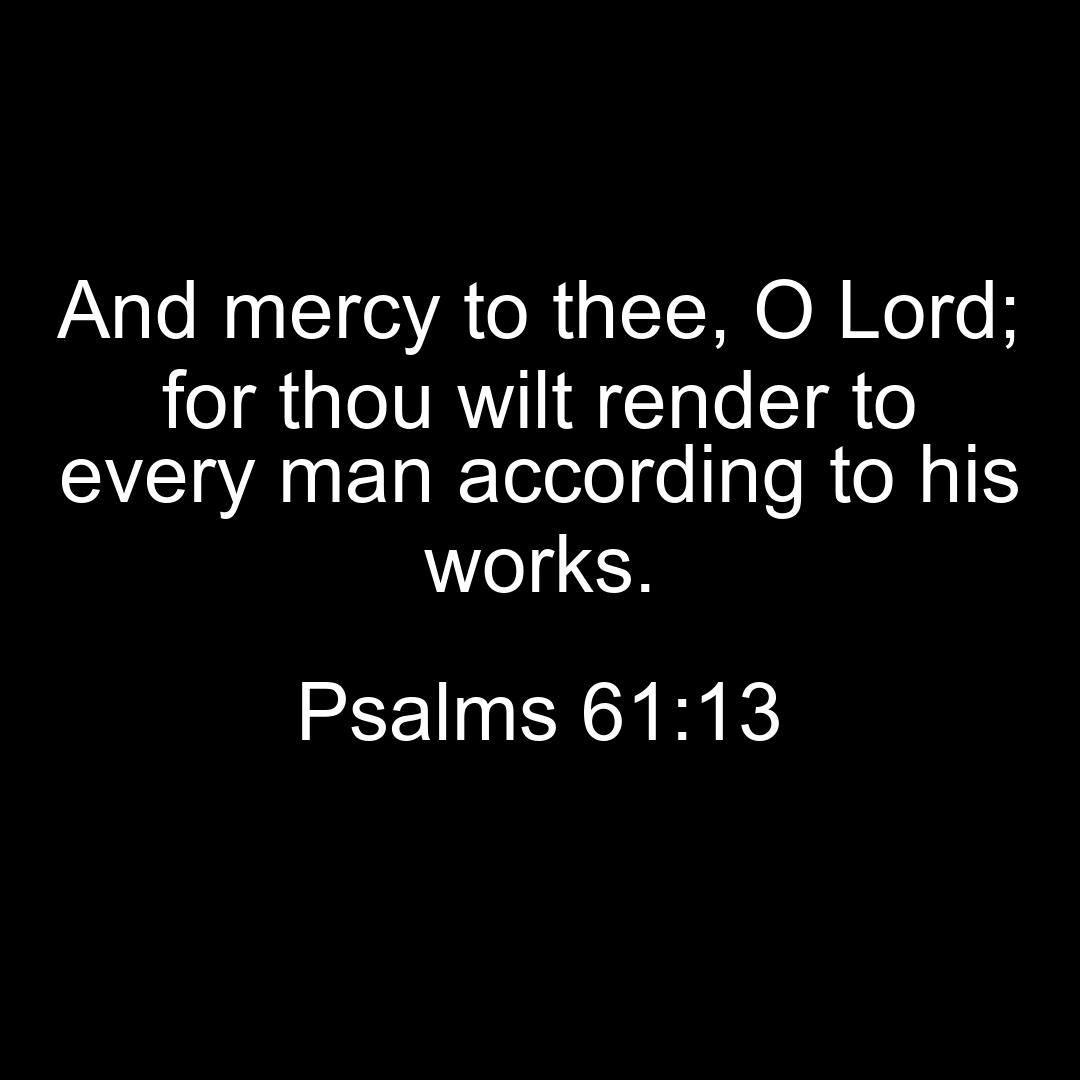 And mercy to thee, O Lord;
for thou wilt render to
every man according to his
works.
Psalms 61:13